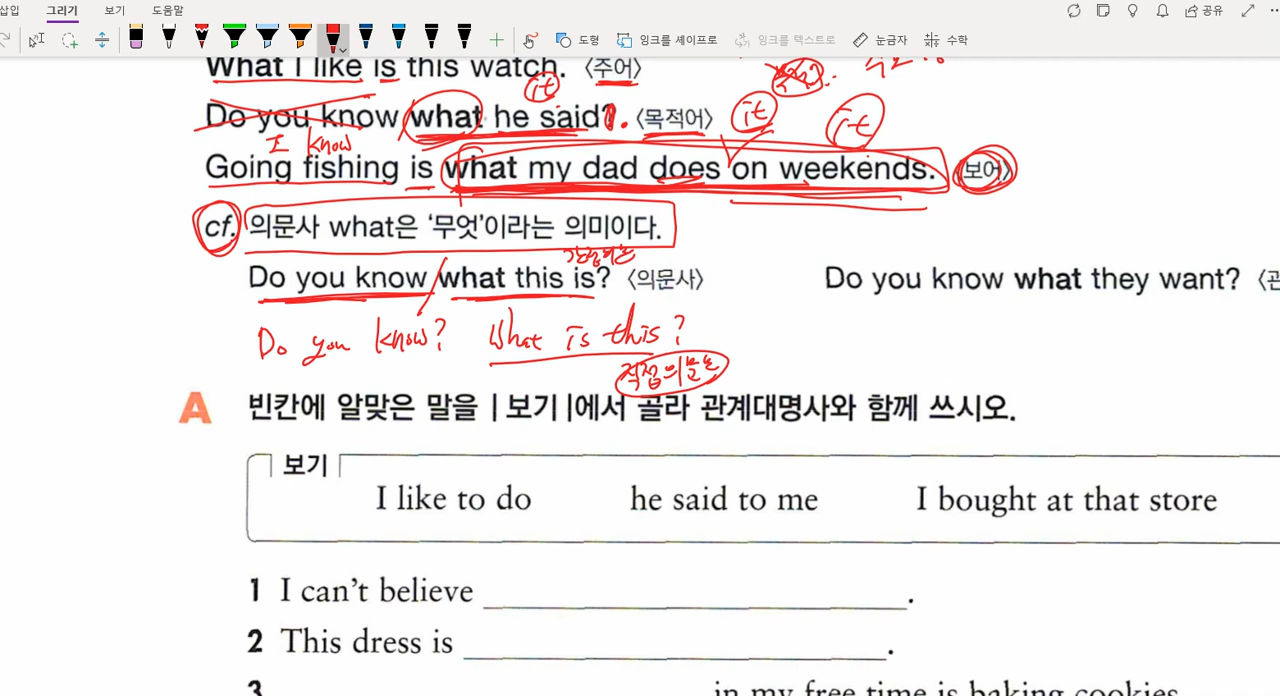 삽입 그리기 보기 도움말
공유
도형 잉크를 셰이프로 잉크를 텍스트로 눈금자 수학
What I like is this watch. <주어>
it
Do you know what he said?. <목적어> it it
I know
Going fishing is what my dad does on weekends. <보어>
cf. 의문사 what은 ‘무엇’이라는 의미이다.
Do you know what this is? <의문사> Do you know what they want? <관
Do you know? What is this?
직접의문문
A 빈칸에 알맞은 말을 | 보기 |에서 골라 관계대명사와 함께 쓰시오.
보기
I like to do he said to me I bought at that store
1 I can’t believe ______.
2 This dress is ______.
3 ______ in my free time is baking cookies